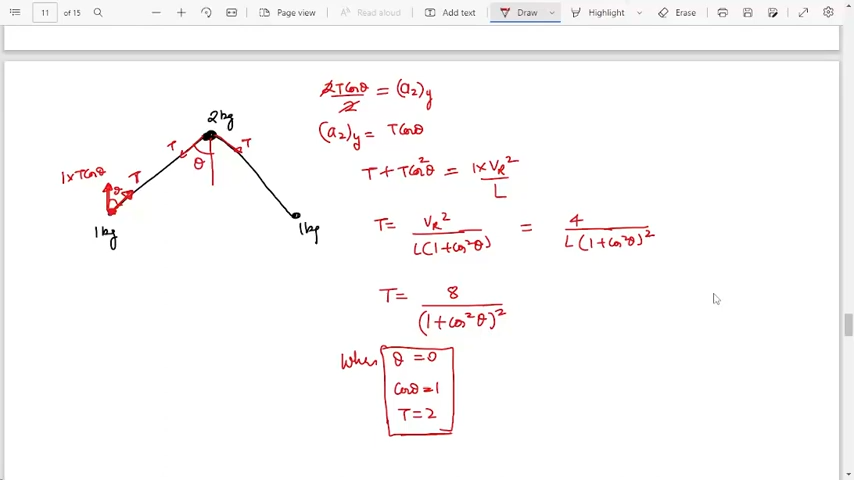 11 of 15 Page view Read aloud Add text Draw Highlight Erase
2Tcosθ/2 = (a₂)y
2kg
(a₂)y = Tcosθ
T T
θ
T + Tcos²θ = 1×V_R²/L
1×Tcosθ T
θ
1kg
1kg
T = V_R²/L(1+cos²θ) = 4/L(1+cos²θ)²
T = 8/(1+cos²θ)²
When θ = 0
cosθ = 1
T = 2